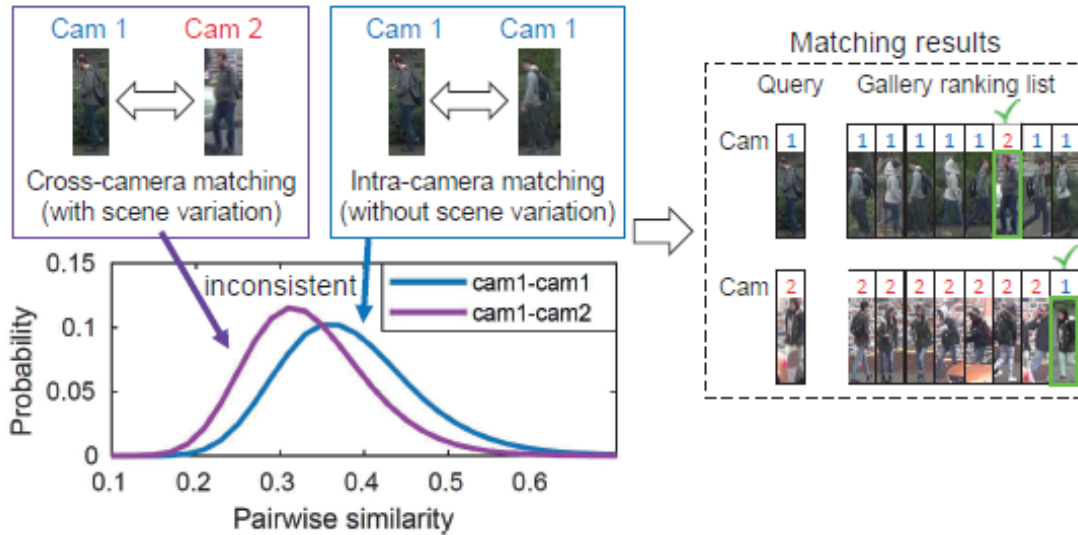 Cam 1 Cam 2
Cross-camera matching
(with scene variation)
Cam 1 Cam 1
Intra-camera matching
(without scene variation)
Matching results
Query Gallery ranking list
Cam 1 1 1 1 1 1 2 1 1
Cam 2 2 2 2 2 2 2 2 1
inconsistent
cam1-cam1
cam1-cam2
Probability
0.15
0.1
0.05
0
0.1 0.2 0.3 0.4 0.5 0.6
Pairwise similarity